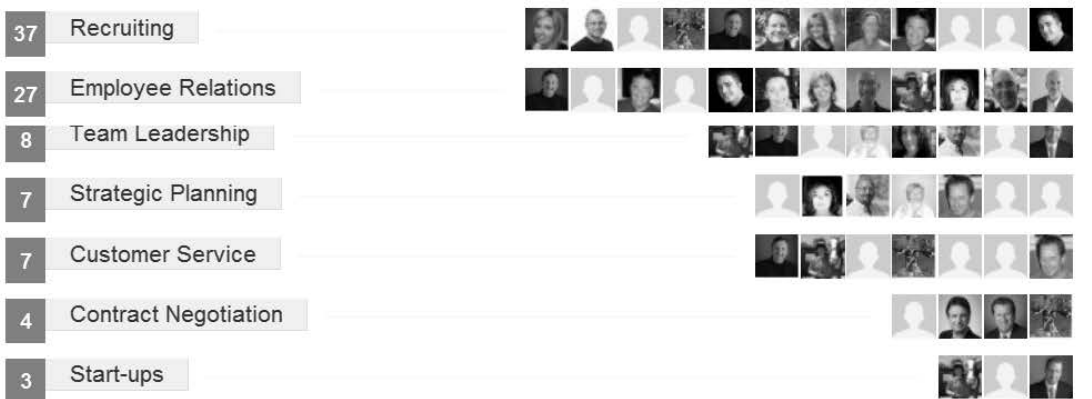 37 Recruiting
27 Employee Relations
8 Team Leadership
7 Strategic Planning
7 Customer Service
4 Contract Negotiation
3 Start-ups